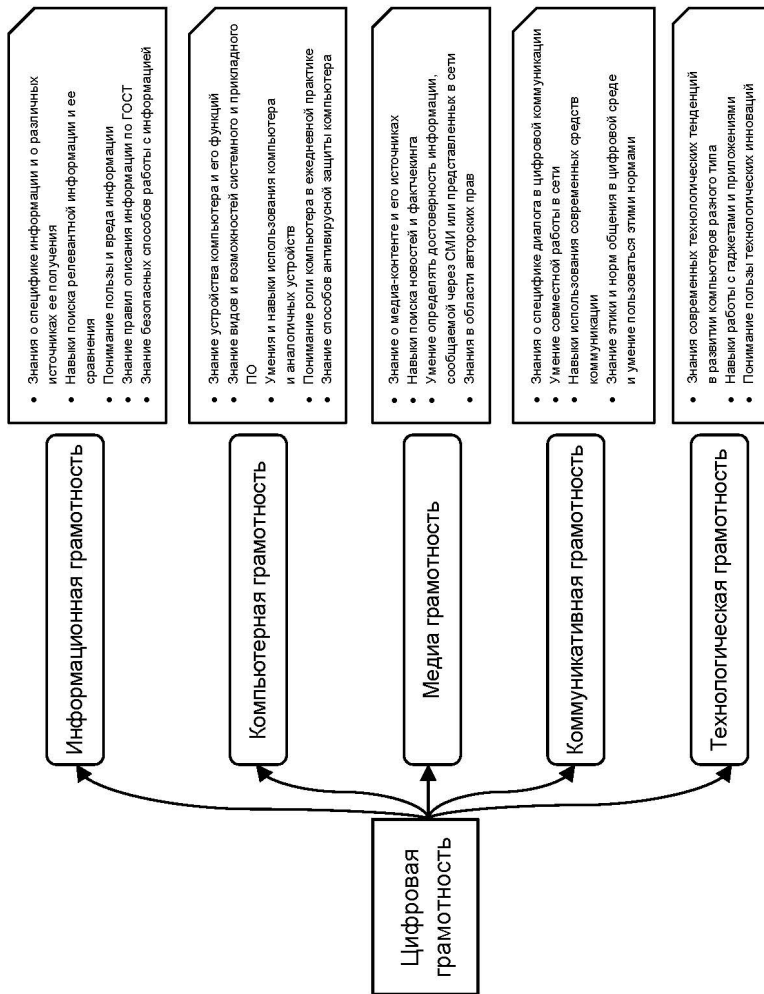 Цифровая
грамотность
Информационная грамотность
• Знания о специфике информации и о различных
источниках ее получения
• Навыки поиска релевантной информации и ее
сравнения
• Понимание пользы и вреда информации
• Знание правил описания информации по ГОСТ
• Знание безопасных способов работы с информацией
Компьютерная грамотность
• Знание устройства компьютера и его функций
• Знание видов и возможностей системного и прикладного
ПО
• Умения и навыки использования компьютера
и аналогичных устройств
• Понимание роли компьютера в ежедневной практике
• Знание способов антивирусной защиты компьютера
Медиа грамотность
• Знание о медиа-контенте и его источниках
• Навыки поиска новостей и фактчекинга
• Умение определять достоверность информации,
сообщаемой через СМИ или представленных в сети
• Знания в области авторских прав
Коммуникативная грамотность
• Знания о специфике диалога в цифровой коммуникации
• Умение совместной работы в сети
• Навыки использования современных средств
коммуникации
• Знание этики и норм общения в цифровой среде
и умение пользоваться этими нормами
Технологическая грамотность
• Знания современных технологических тенденций
в развитии компьютеров разного типа
• Навыки работы с гаджетами и приложениями
• Понимание пользы технологических инноваций